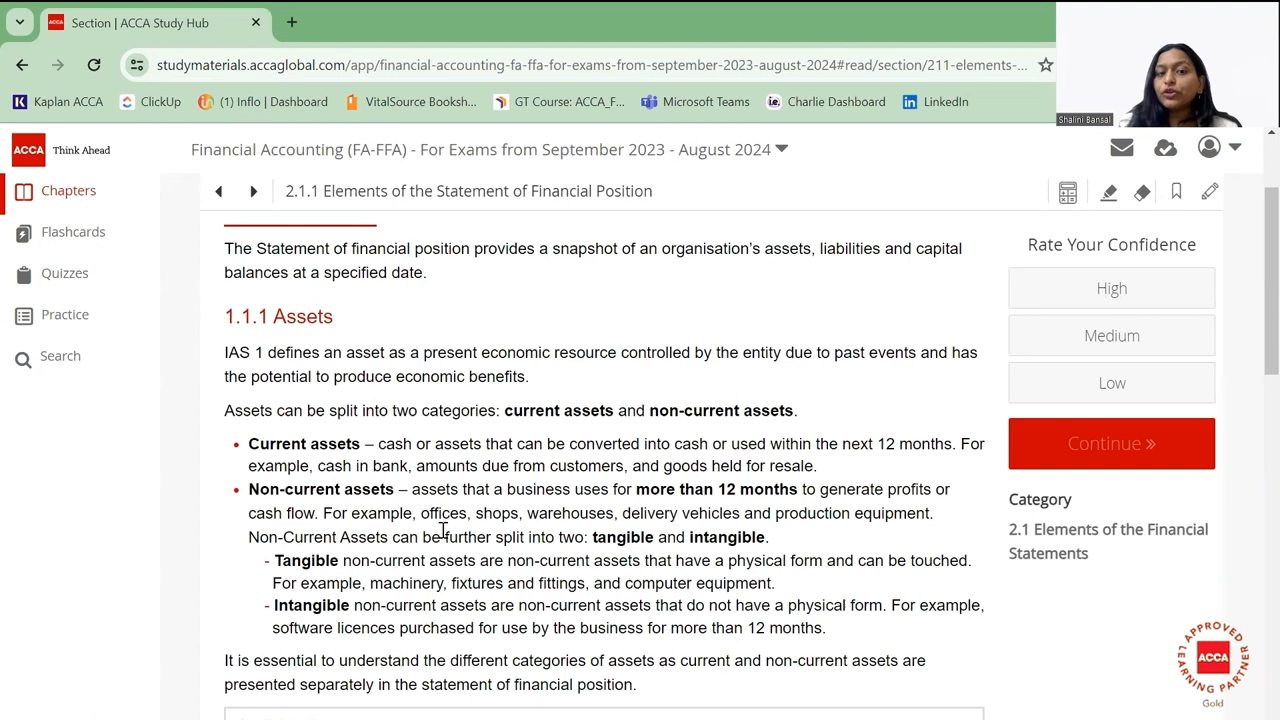 ACCA Section | ACCA Study Hub
studymaterials.accaglobal.com/app/financial-accounting-fa-ffa-for-exams-from-september-2023-august-2024#read/section/211-elements-...
Kaplan ACCA ClickUp (1) Inflo | Dashboard VitalSource Booksh... GT Course: ACCA_F... Microsoft Teams Charlie Dashboard LinkedIn
Shalini Bansal
ACCA Think Ahead
Financial Accounting (FA-FFA) - For Exams from September 2023 - August 2024
Chapters
Flashcards
Quizzes
Practice
Search
2.1.1 Elements of the Statement of Financial Position
The Statement of financial position provides a snapshot of an organisation's assets, liabilities and capital
balances at a specified date.
1.1.1 Assets
IAS 1 defines an asset as a present economic resource controlled by the entity due to past events and has
the potential to produce economic benefits.
Assets can be split into two categories: current assets and non-current assets.
• Current assets – cash or assets that can be converted into cash or used within the next 12 months. For
example, cash in bank, amounts due from customers, and goods held for resale.
• Non-current assets – assets that a business uses for more than 12 months to generate profits or
cash flow. For example, offices, shops, warehouses, delivery vehicles and production equipment.
Non-Current Assets can be further split into two: tangible and intangible.
- Tangible non-current assets are non-current assets that have a physical form and can be touched.
For example, machinery, fixtures and fittings, and computer equipment.
- Intangible non-current assets are non-current assets that do not have a physical form. For example,
software licences purchased for use by the business for more than 12 months.
It is essential to understand the different categories of assets as current and non-current assets are
presented separately in the statement of financial position.
Rate Your Confidence
High
Medium
Low
Continue »
Category
2.1 Elements of the Financial
Statements
APPROVED
LEARNING PARTNER
ACCA
Gold